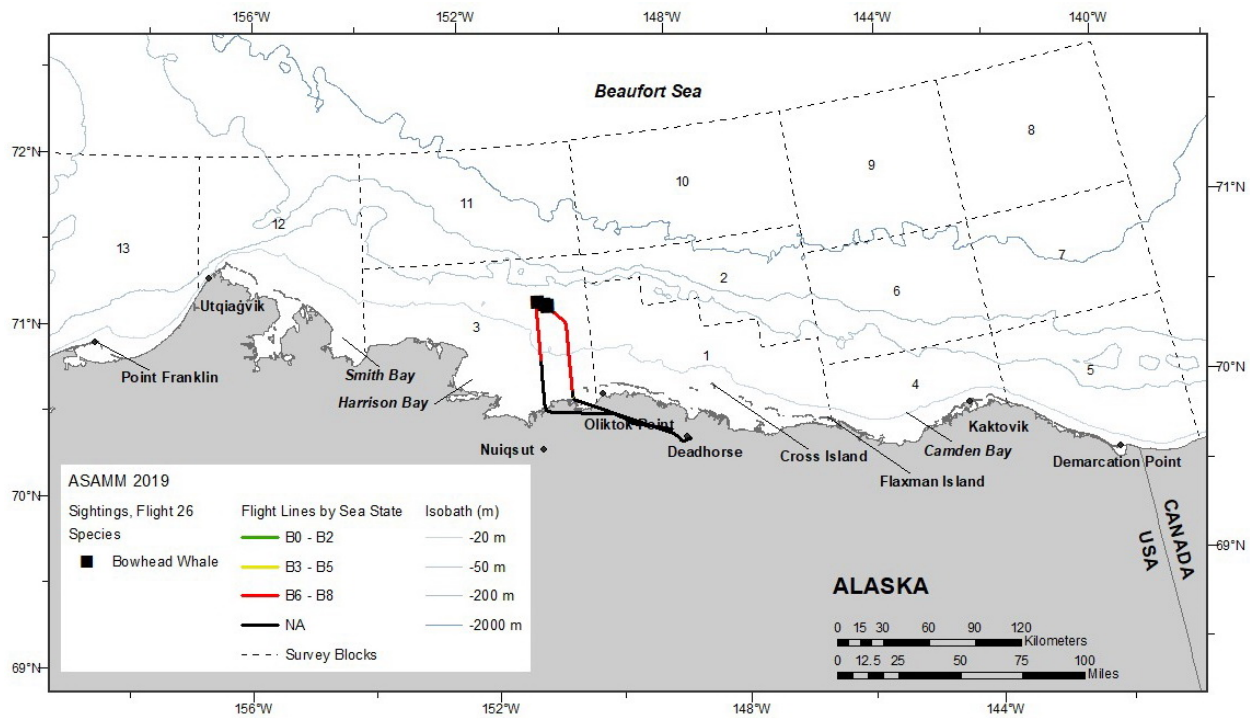 156°W
152°W
148°W
144°W
140°W
Beaufort Sea
72°N
71°N
71°N
70°N
70°N
69°N
69°N
8
9
10
11
12
13
7
2
6
3
1
5
4
Utqiaġvik
Point Franklin
Smith Bay
Harrison Bay
Nuiqsut
Oliktok Point
Deadhorse
Cross Island
Flaxman Island
Camden Bay
Kaktovik
Demarcation Point
CANADA
USA
ALASKA
ASAMM 2019
Sightings, Flight 26
Species
Bowhead Whale
Flight Lines by Sea State
B0 - B2
B3 - B5
B6 - B8
NA
Survey Blocks
Isobath (m)
-20 m
-50 m
-200 m
-2000 m
0 15 30 60 90 120
Kilometers
0 12.5 25 50 75 100
Miles
156°W
152°W
148°W
144°W